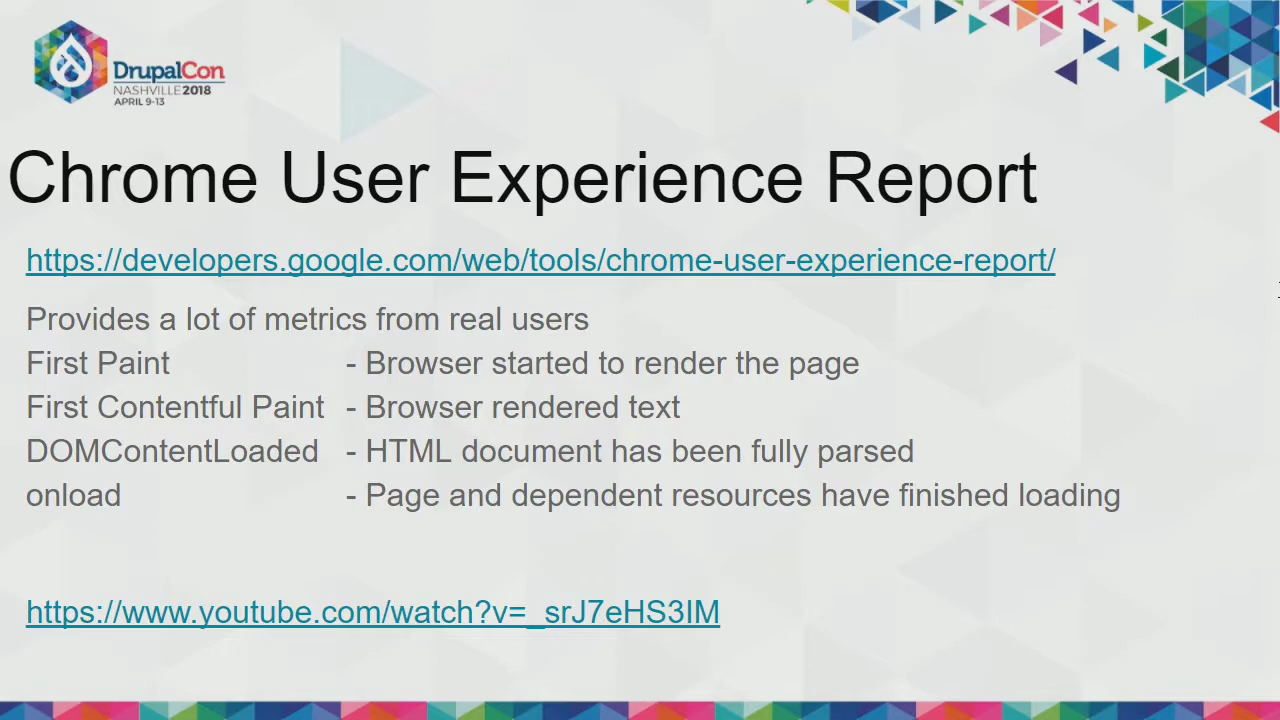 DrupalCon
NASHVILLE 2018
APRIL 9-13
Chrome User Experience Report
https://developers.google.com/web/tools/chrome-user-experience-report/
Provides a lot of metrics from real users
First Paint - Browser started to render the page
First Contentful Paint - Browser rendered text
DOMContentLoaded - HTML document has been fully parsed
onload - Page and dependent resources have finished loading
https://www.youtube.com/watch?v=_srJ7eHS3IM